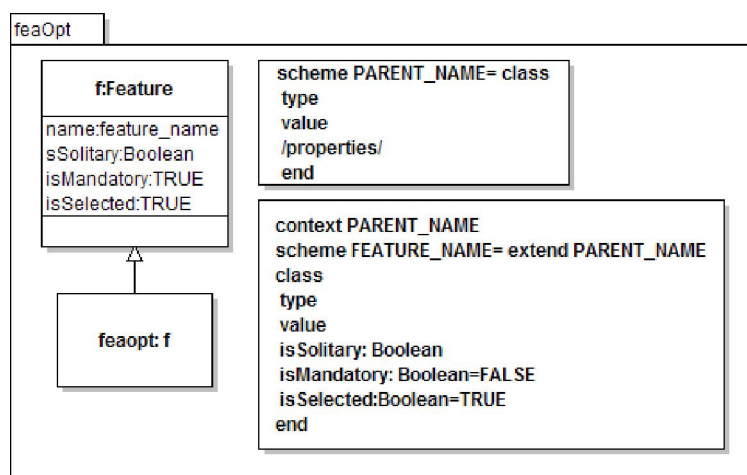 feaOpt
f:Feature
name:feature_name
sSolitary:Boolean
isMandatory:TRUE
isSelected:TRUE
feaopt: f
scheme PARENT_NAME= class
type
value
/properties/
end
context PARENT_NAME
scheme FEATURE_NAME= extend PARENT_NAME
class
type
value
isSolitary: Boolean
isMandatory: Boolean=FALSE
isSelected:Boolean=TRUE
end